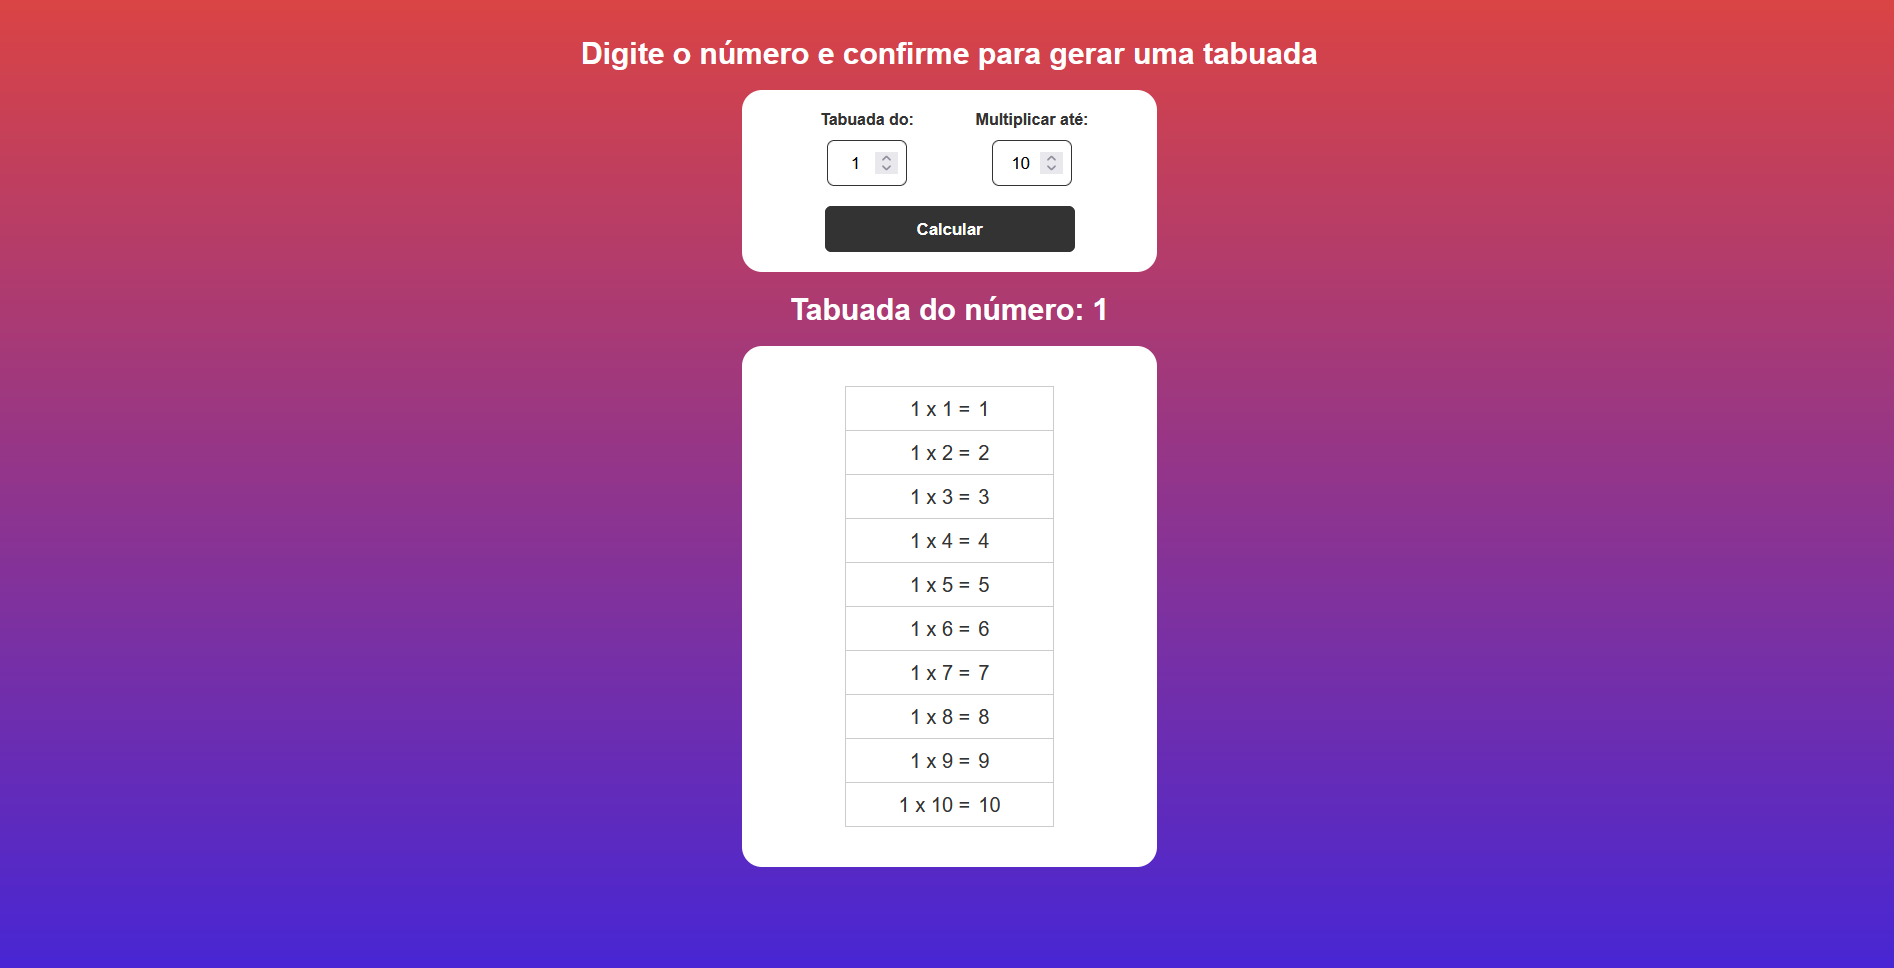 Digite o número e confirme para gerar uma tabuada
Tabuada do: Multiplicar até:
1 10
Calcular
Tabuada do número: 1
1 x 1 = 1
1 x 2 = 2
1 x 3 = 3
1 x 4 = 4
1 x 5 = 5
1 x 6 = 6
1 x 7 = 7
1 x 8 = 8
1 x 9 = 9
1 x 10 = 10